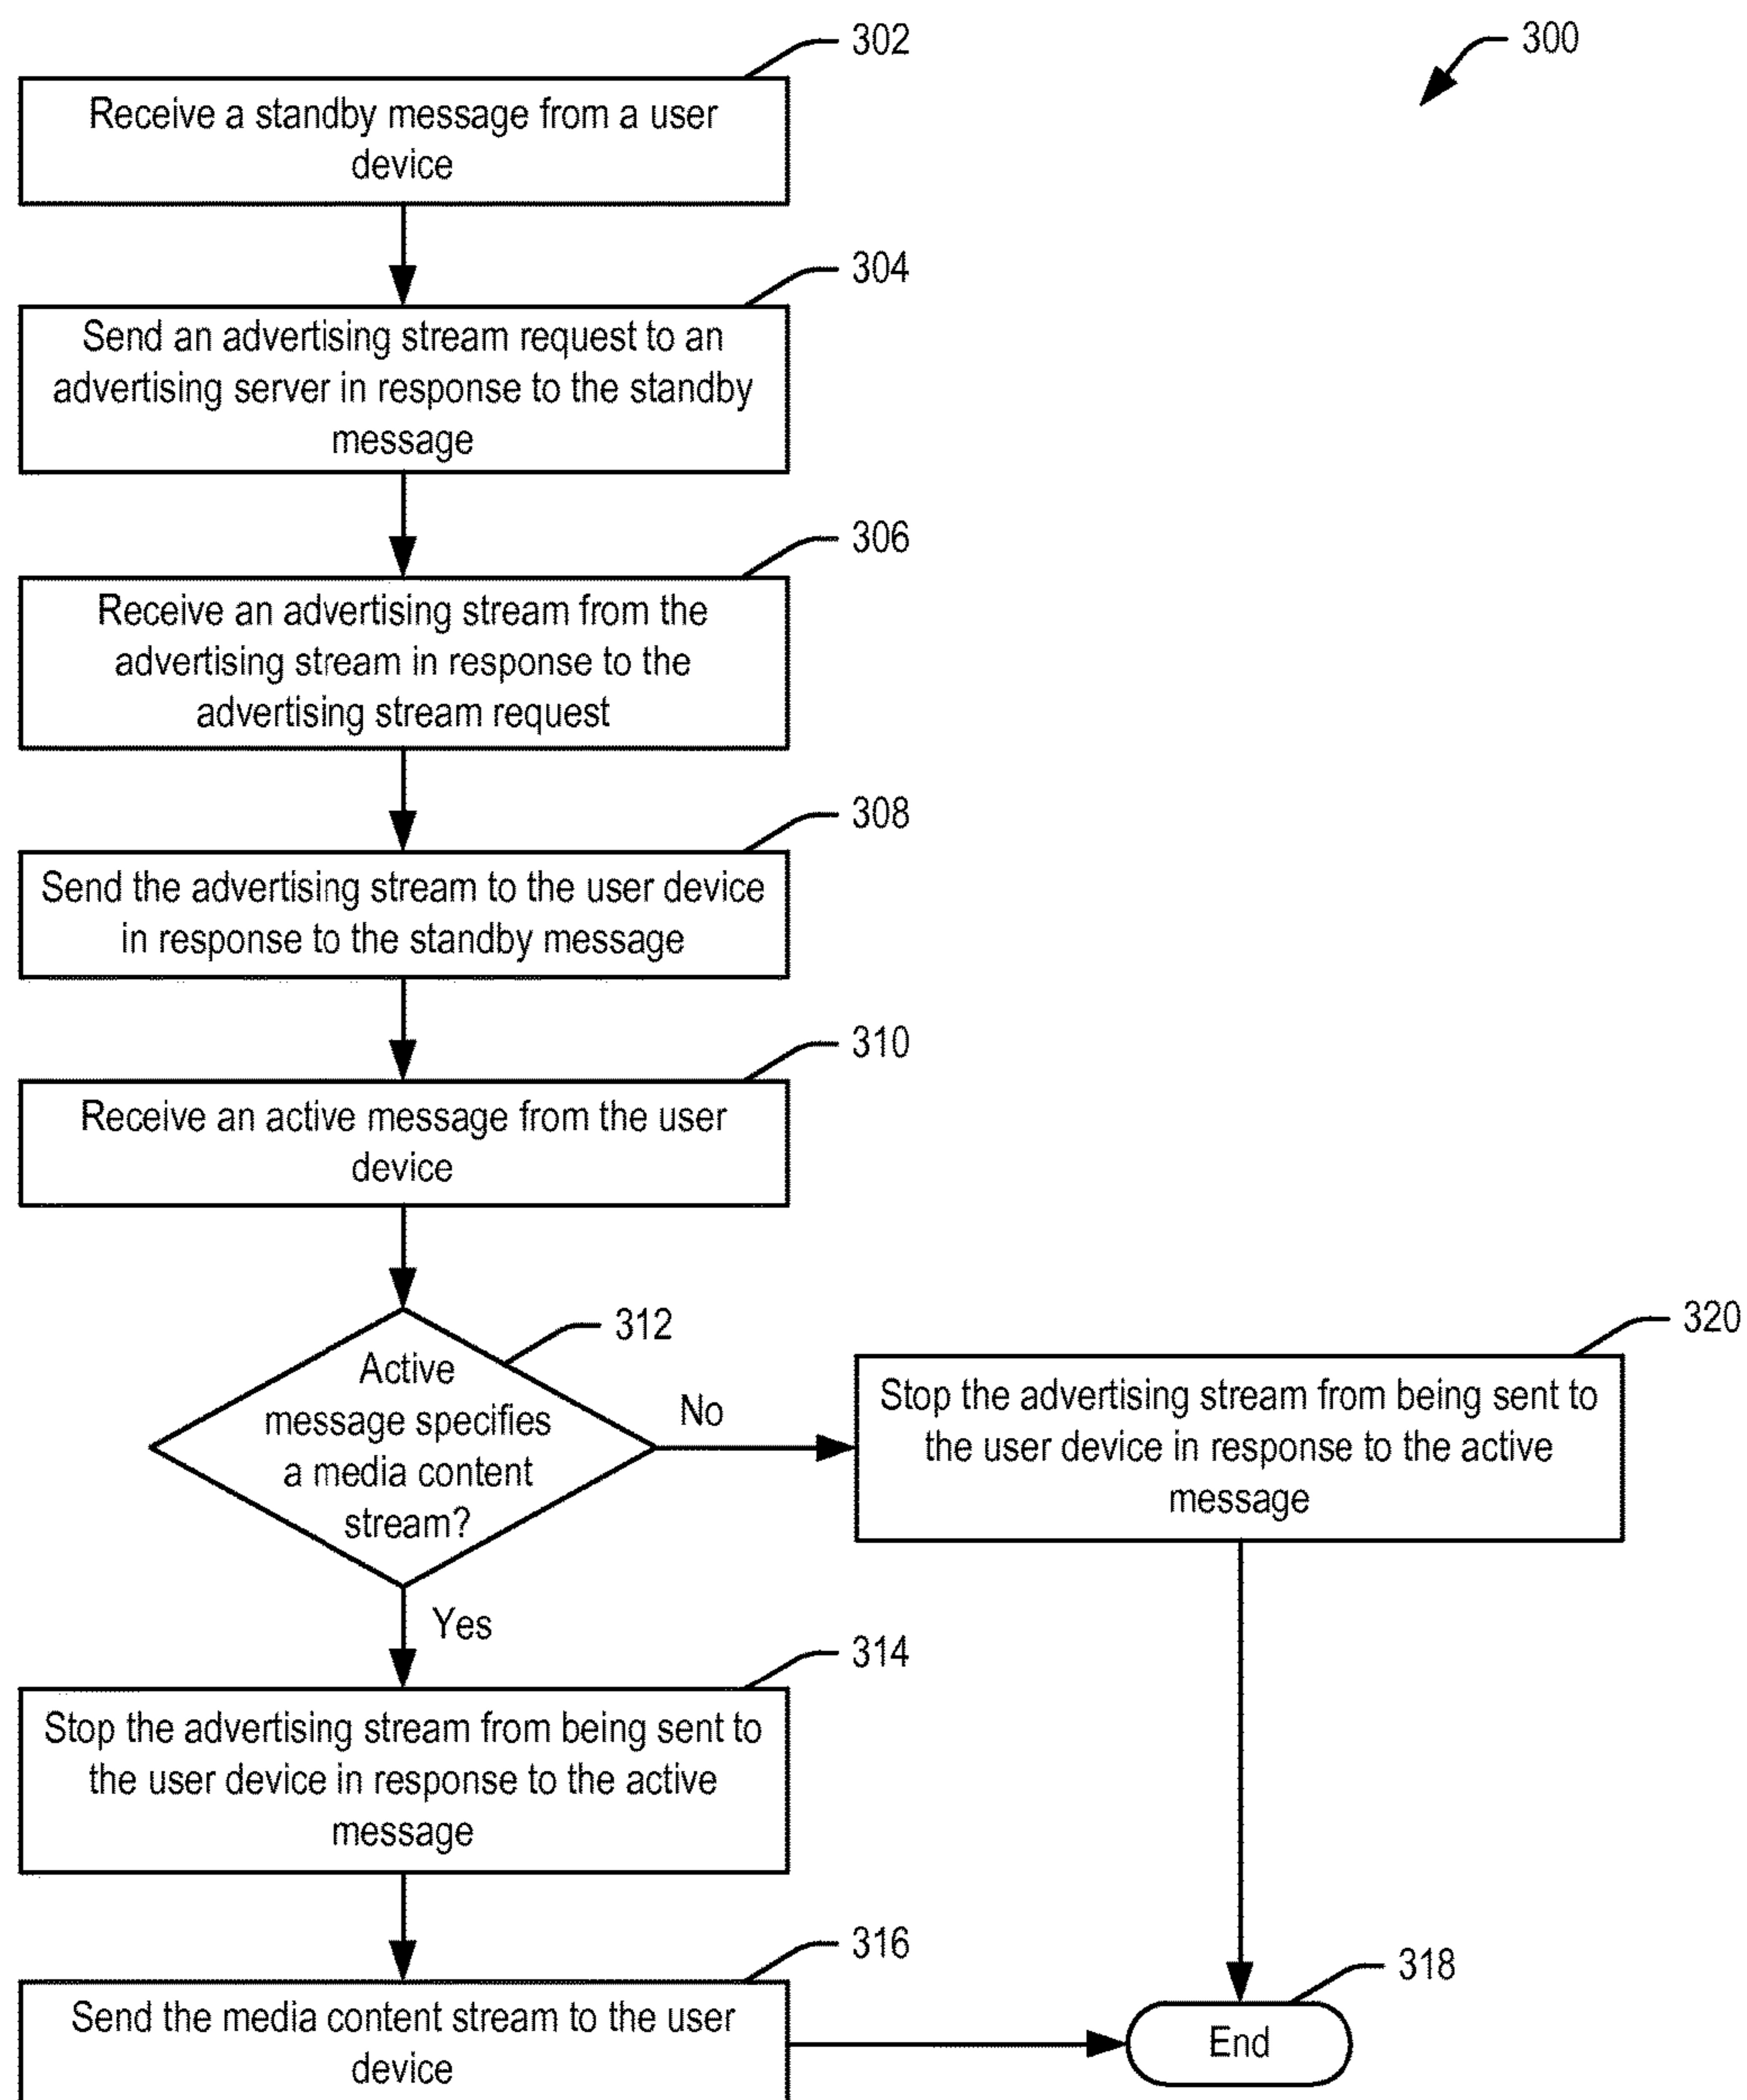 302
300
Receive a standby message from a user
device
304
Send an advertising stream request to an
advertising server in response to the standby
message
306
Receive an advertising stream from the
advertising stream in response to the
advertising stream request
308
Send the advertising stream to the user device
in response to the standby message
310
Receive an active message from the user
device
312
Active
message specifies
a media content
stream?
No
Yes
320
Stop the advertising stream from being sent to
the user device in response to the active
message
314
Stop the advertising stream from being sent to
the user device in response to the active
message
316
Send the media content stream to the user
device
318
End